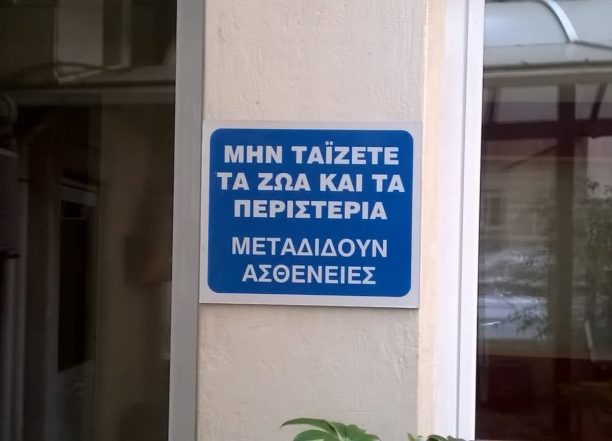 ΜΗΝ ΤΑΪΖΕΤΕ
ΤΑ ΖΩΑ ΚΑΙ ΤΑ
ΠΕΡΙΣΤΕΡΙΑ
ΜΕΤΑΔΙΔΟΥΝ
ΑΣΘΕΝΕΙΕΣ